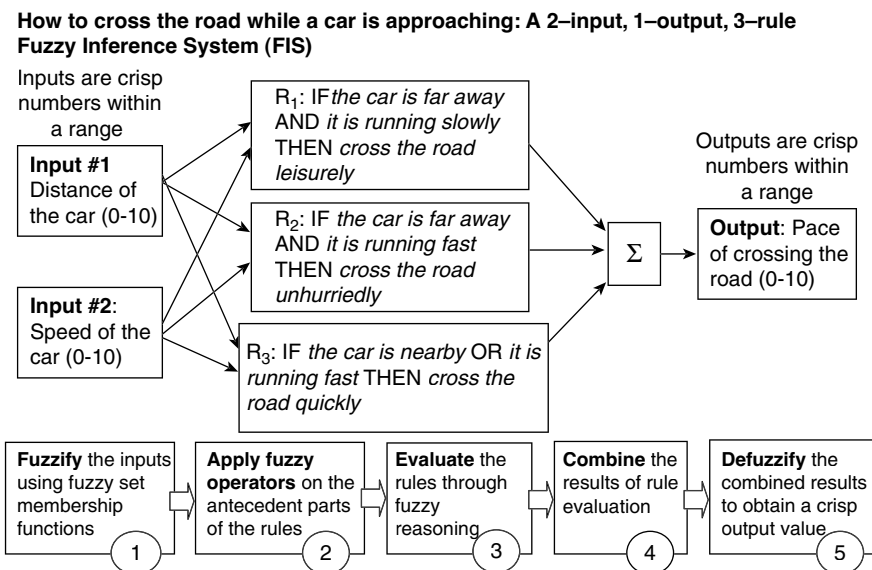 How to cross the road while a car is approaching: A 2–input, 1–output, 3–rule
Fuzzy Inference System (FIS)
Inputs are crisp
numbers within
a range
Input #1
Distance of
the car (0-10)
Input #2:
Speed of the
car (0-10)
R1: IF the car is far away
AND it is running slowly
THEN cross the road
leisurely
R2: IF the car is far away
AND it is running fast
THEN cross the road
unhurriedly
R3: IF the car is nearby OR it is
running fast THEN cross the
road quickly
Σ
Outputs are crisp
numbers within
a range
Output: Pace
of crossing the
road (0-10)
Fuzzify the inputs
using fuzzy set
membership
functions
1
Apply fuzzy
operators on the
antecedent parts
of the rules
2
Evaluate the
rules through
fuzzy
reasoning
3
Combine the
results of rule
evaluation
4
Defuzzify the
combined results
to obtain a crisp
output value
5